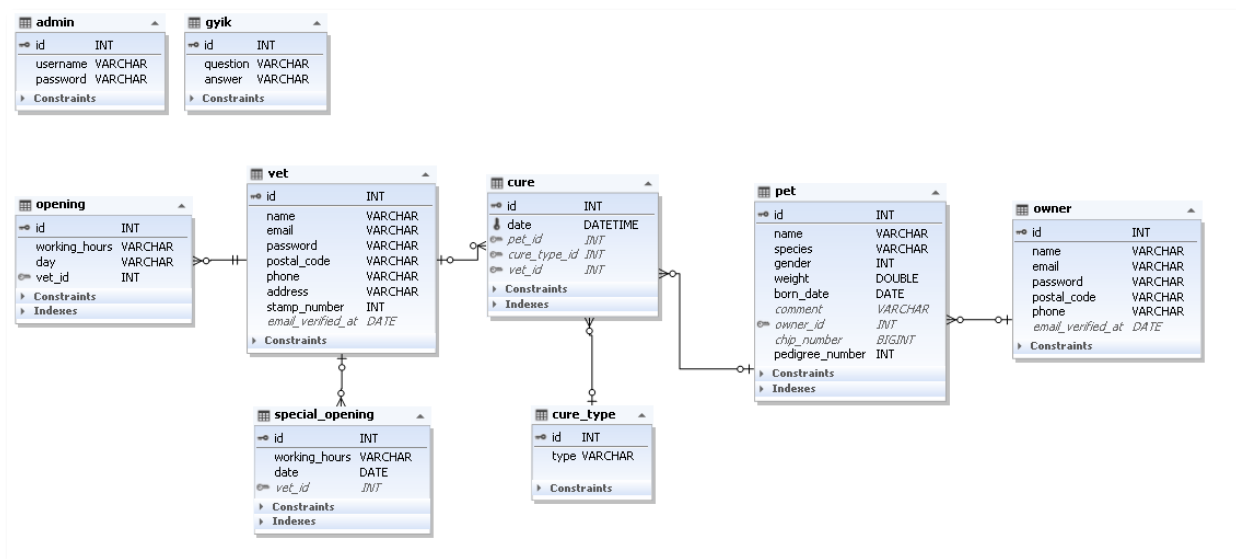 admin
id INT
username VARCHAR
password VARCHAR
Constraints
gyik
id INT
question VARCHAR
answer VARCHAR
Constraints
opening
id INT
working_hours VARCHAR
day VARCHAR
vet_id INT
Constraints
Indexes
vet
id INT
name VARCHAR
email VARCHAR
password VARCHAR
postal_code VARCHAR
phone VARCHAR
address VARCHAR
stamp_number INT
email_verified_at DATE
Constraints
special_opening
id INT
working_hours VARCHAR
date DATE
vet_id INT
Constraints
Indexes
cure
id INT
date DATETIME
pet_id INT
cure_type_id INT
vet_id INT
Constraints
Indexes
cure_type
id INT
type VARCHAR
Constraints
pet
id INT
name VARCHAR
species VARCHAR
gender INT
weight DOUBLE
born_date DATE
comment VARCHAR
owner_id INT
chip_number BIGINT
pedigree_number INT
Constraints
Indexes
owner
id INT
name VARCHAR
email VARCHAR
password VARCHAR
postal_code VARCHAR
phone VARCHAR
email_verified_at DATE
Constraints